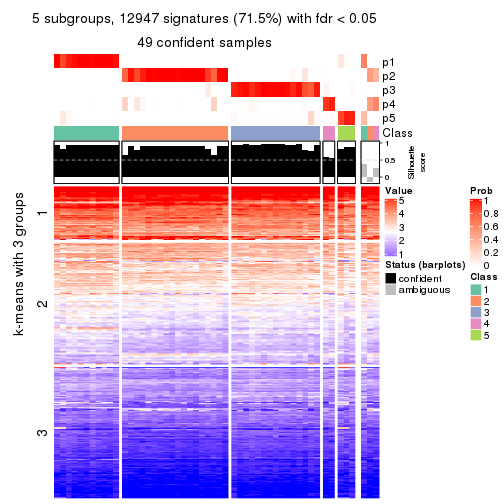 5 subgroups, 12947 signatures (71.5%) with fdr < 0.05
49 confident samples
p1
p2
p3
p4
p5
Class
1
0.5
0
Silhouette
score
k-means with 3 groups
1
2
3
Value
5
4
3
2
1
Status (barplots)
confident
ambiguous
Prob
1
0.8
0.6
0.4
0.2
0
Class
1
2
3
4
5